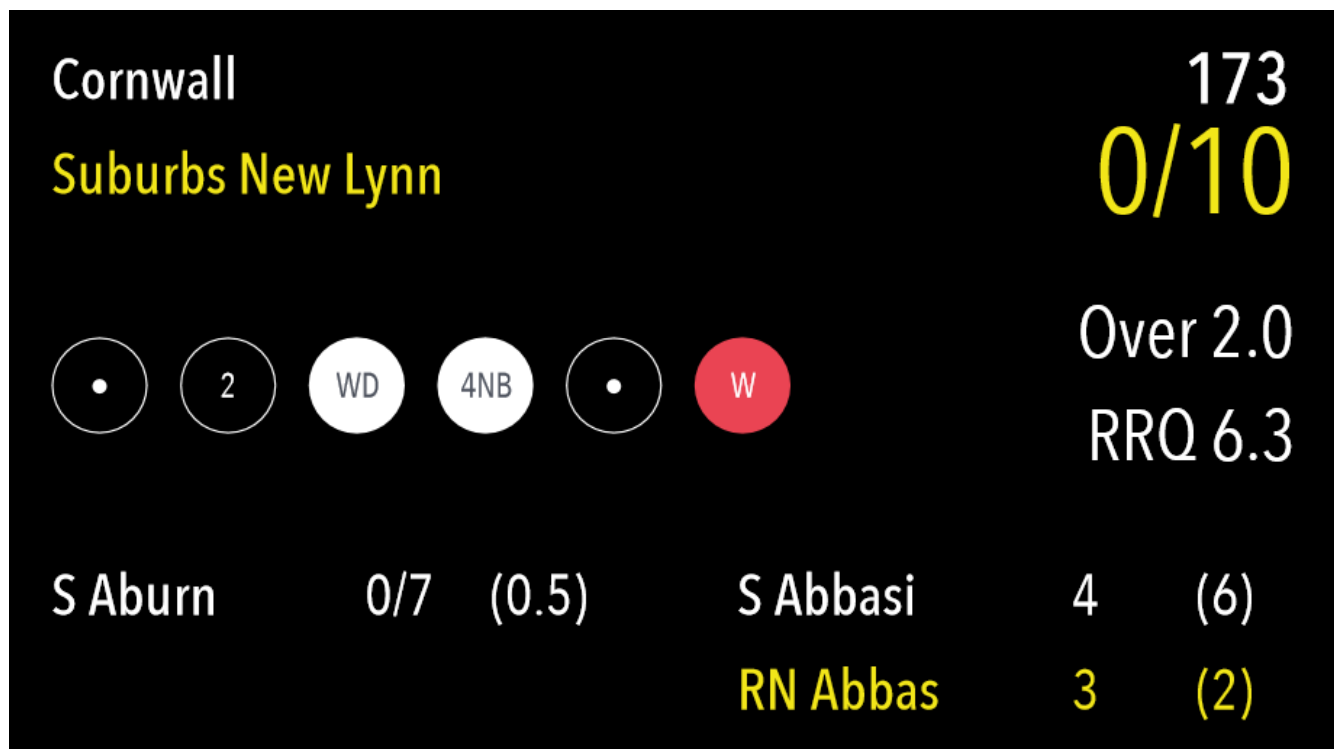 Cornwall 173
Suburbs New Lynn 0/10
Over 2.0
• 2 WD 4NB • W
RRQ 6.3
S Aburn 0/7 (0.5) S Abbasi 4 (6)
RN Abbas 3 (2)